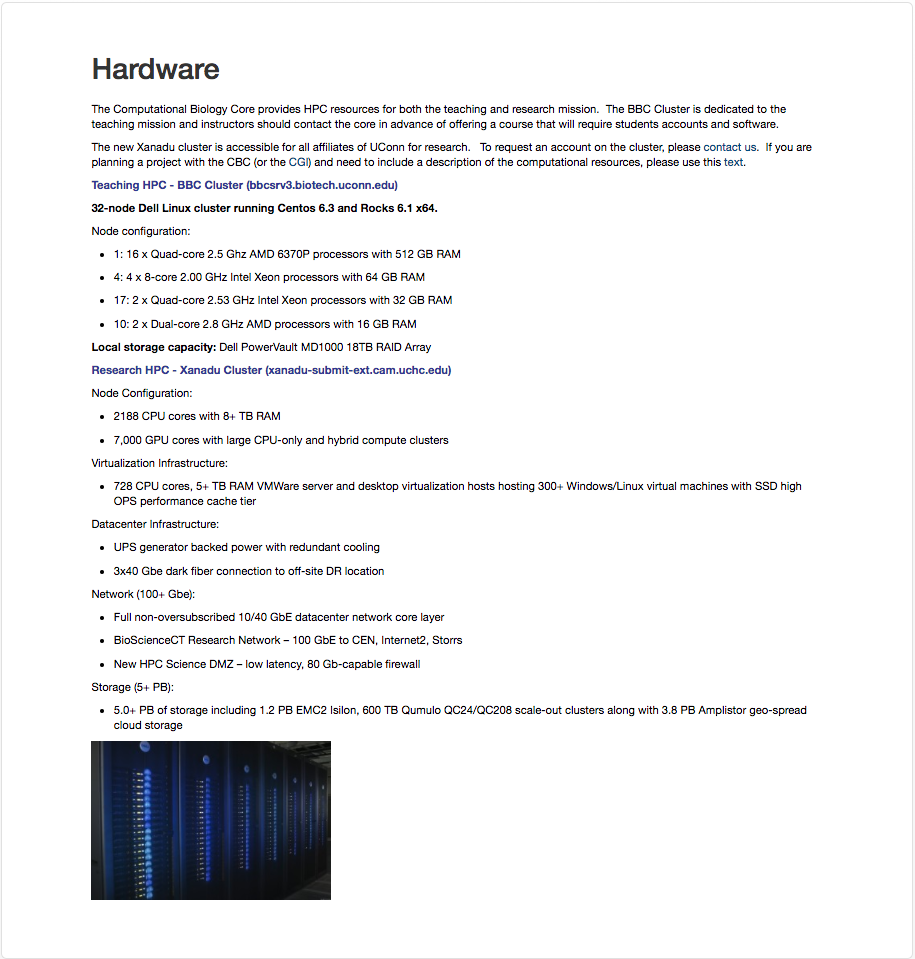 Hardware
The Computational Biology Core provides HPC resources for both the teaching and research mission.  The BBC Cluster is dedicated to the
teaching mission and instructors should contact the core in advance of offering a course that will require students accounts and software.
The new Xanadu cluster is accessible for all affiliates of UConn for research.   To request an account on the cluster, please contact us.  If you are
planning a project with the CBC (or the CGI) and need to include a description of the computational resources, please use this text.
Teaching HPC - BBC Cluster (bbcsrv3.biotech.uconn.edu)
32-node Dell Linux cluster running Centos 6.3 and Rocks 6.1 x64.
Node configuration:
• 1: 16 x Quad-core 2.5 Ghz AMD 6370P processors with 512 GB RAM
• 4: 4 x 8-core 2.00 GHz Intel Xeon processors with 64 GB RAM
• 17: 2 x Quad-core 2.53 GHz Intel Xeon processors with 32 GB RAM
• 10: 2 x Dual-core 2.8 GHz AMD processors with 16 GB RAM
Local storage capacity: Dell PowerVault MD1000 18TB RAID Array
Research HPC - Xanadu Cluster (xanadu-submit-ext.cam.uchc.edu)
Node Configuration:
• 2188 CPU cores with 8+ TB RAM
• 7,000 GPU cores with large CPU-only and hybrid compute clusters
Virtualization Infrastructure:
• 728 CPU cores, 5+ TB RAM VMWare server and desktop virtualization hosts hosting 300+ Windows/Linux virtual machines with SSD high
OPS performance cache tier
Datacenter Infrastructure:
• UPS generator backed power with redundant cooling
• 3x40 Gbe dark fiber connection to off-site DR location
Network (100+ Gbe):
• Full non-oversubscribed 10/40 GbE datacenter network core layer
• BioScienceCT Research Network – 100 GbE to CEN, Internet2, Storrs
• New HPC Science DMZ – low latency, 80 Gb-capable firewall
Storage (5+ PB):
• 5.0+ PB of storage including 1.2 PB EMC2 Isilon, 600 TB Qumulo QC24/QC208 scale-out clusters along with 3.8 PB Amplistor geo-spread
cloud storage